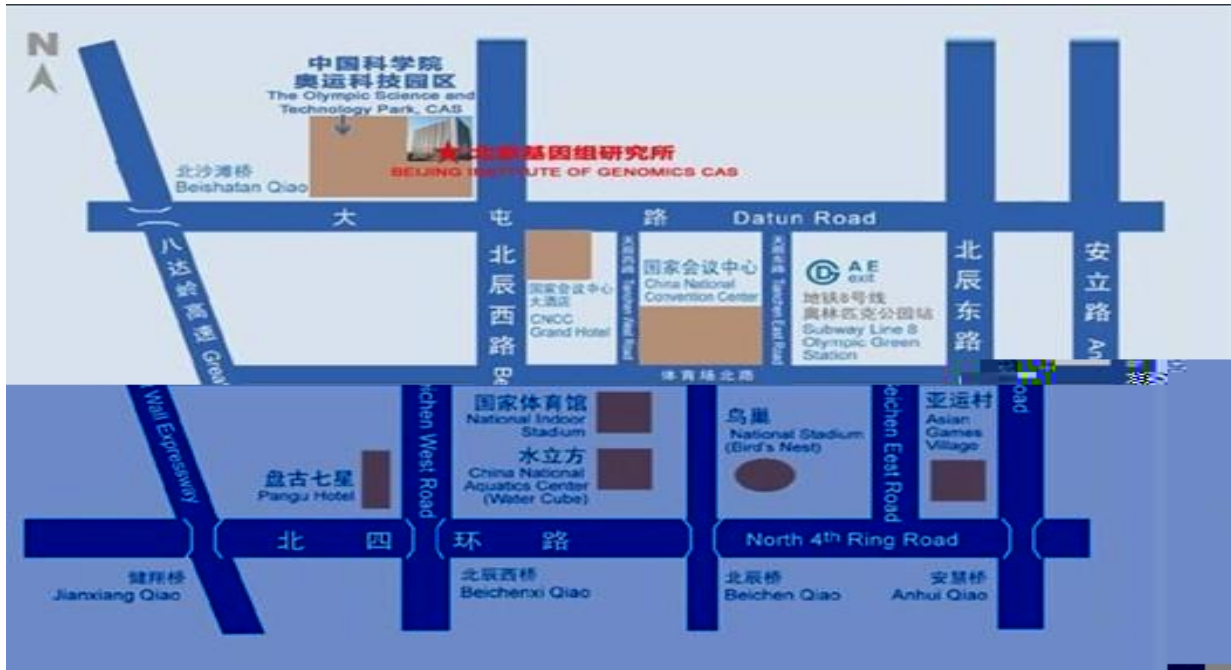 N
中国科学院
奥运科技园区
The Olympic Science and
Technology Park, CAS
北京基因组研究所
BEIJING INSTITUTE OF GENOMICS CAS
北沙滩桥
Beishatan Qiao
大屯路 Datun Road
八达岭高速 Great
Wall Expressway
北辰西路 Be
ichen West Road
国家会议中心
大酒店
CNCC
Grand Hotel
天辰西路 Tianchen West Road
国家会议中心
China National
Convention Center
天辰东路 Tianchen East Road
A E
exit
地铁8号线
奥林匹克公园站
Subway Line 8
Olympic Green
Station
北辰东路
Beichen Eest Road
安立路 An
Road
体育场北路
国家体育馆
National Indoor
Stadium
水立方
China National
Aquatics Center
(Water Cube)
盘古七星
Pangu Hotel
鸟巢
National Stadium
(Bird's Nest)
亚运村
Asian
Games
Village
北四环路 North 4th Ring Road
健翔桥
Jianxiang Qiao
北辰西桥
Beichenxi Qiao
北辰桥
Beichen Qiao
安慧桥
Anhui Qiao